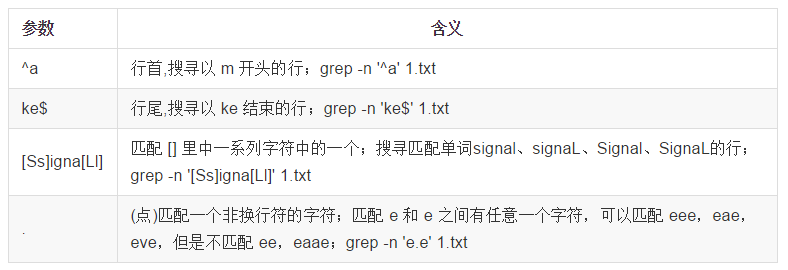 参数 含义
^a 行首,搜寻以 m 开头的行；grep -n '^a' 1.txt
ke$ 行尾,搜寻以 ke 结束的行；grep -n 'ke$' 1.txt
[Ss]igna[Ll] 匹配 [] 里中一系列字符中的一个；搜寻匹配单词signal、signaL、Signal、SignaL的行；
grep -n '[Ss]igna[Ll]' 1.txt
. (点)匹配一个非换行符的字符；匹配 e 和 e 之间有任意一个字符，可以匹配 eee，eae，
eve，但是不匹配 ee，eaae；grep -n 'e.e' 1.txt